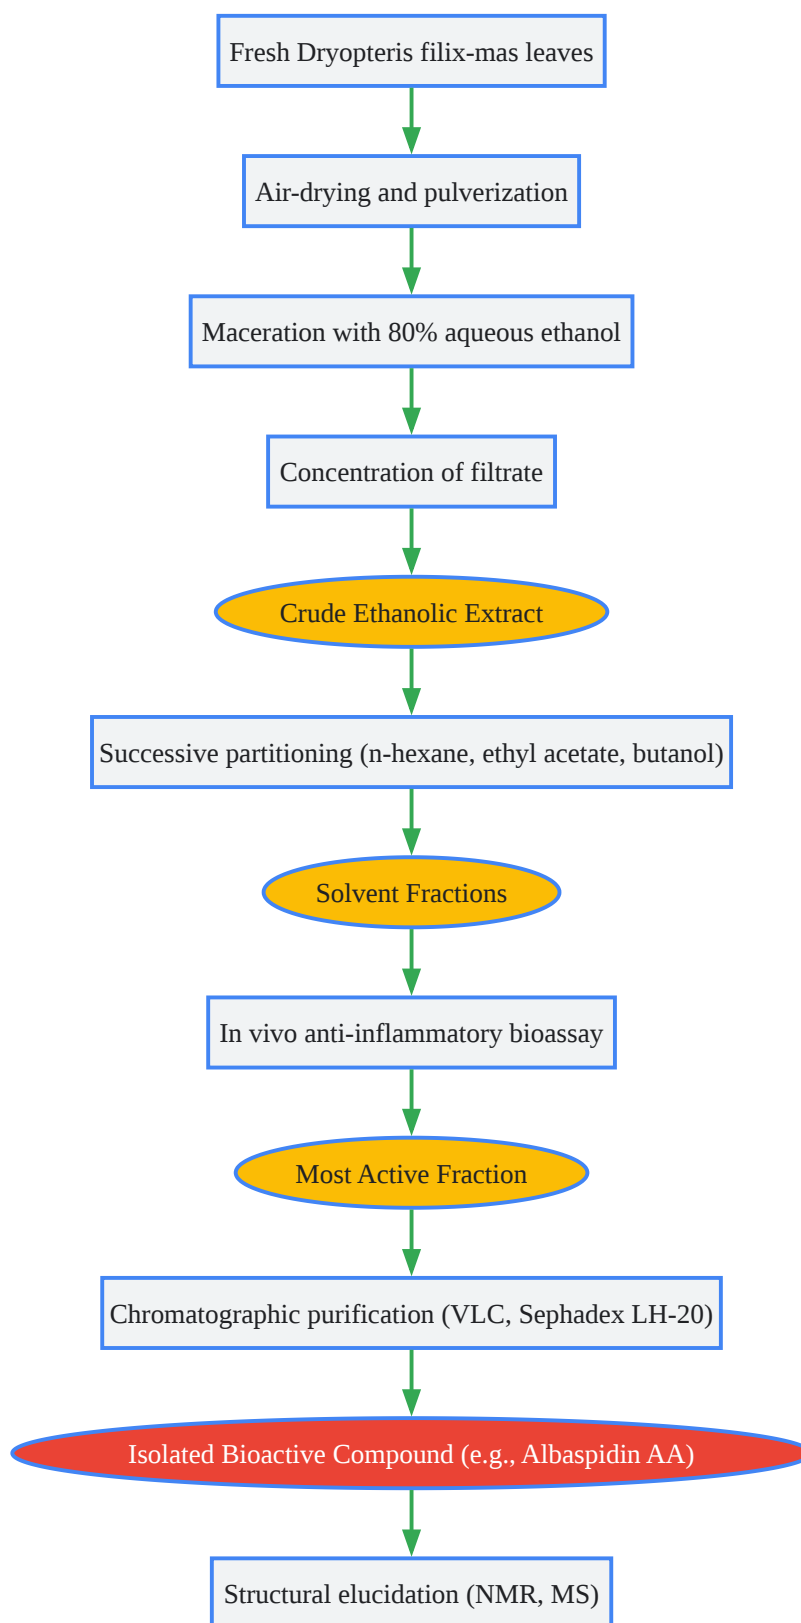 Fresh Dryopteris filix-mas leaves
Air-drying and pulverization
Maceration with 80% aqueous ethanol
Concentration of filtrate
Crude Ethanolic Extract
Successive partitioning (n-hexane, ethyl acetate, butanol)
Solvent Fractions
In vivo anti-inflammatory bioassay
Most Active Fraction
Chromatographic purification (VLC, Sephadex LH-20)
Isolated Bioactive Compound (e.g., Albaspidin AA)
Structural elucidation (NMR, MS)